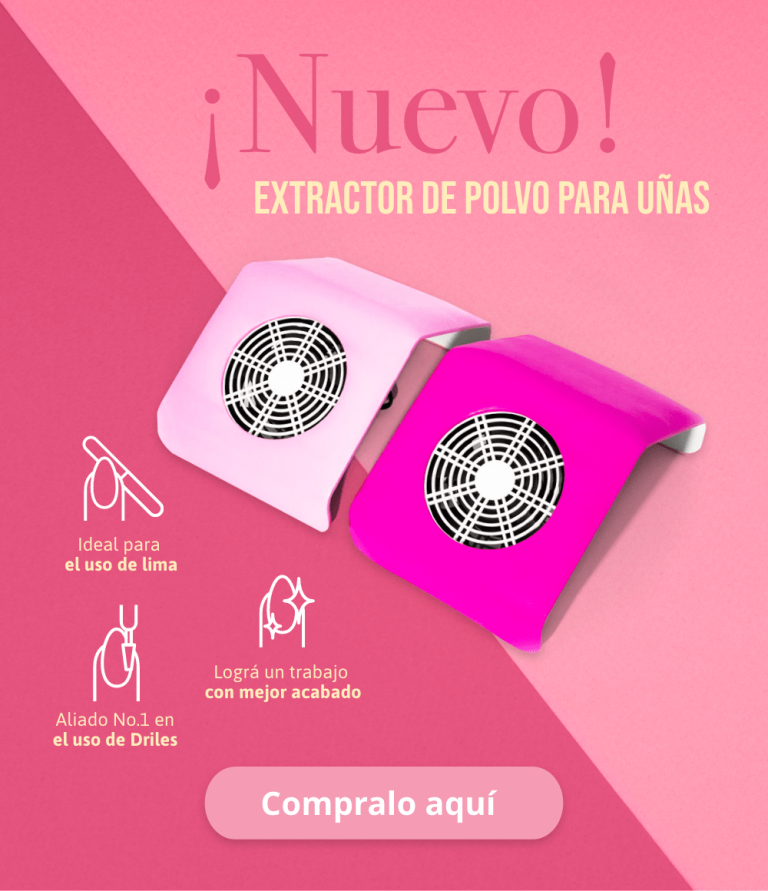 ¡Nuevo!
EXTRACTOR DE POLVO PARA UÑAS
Ideal para
el uso de lima
Lográ un trabajo
con mejor acabado
Aliado No.1 en
el uso de Driles
Compralo aquí